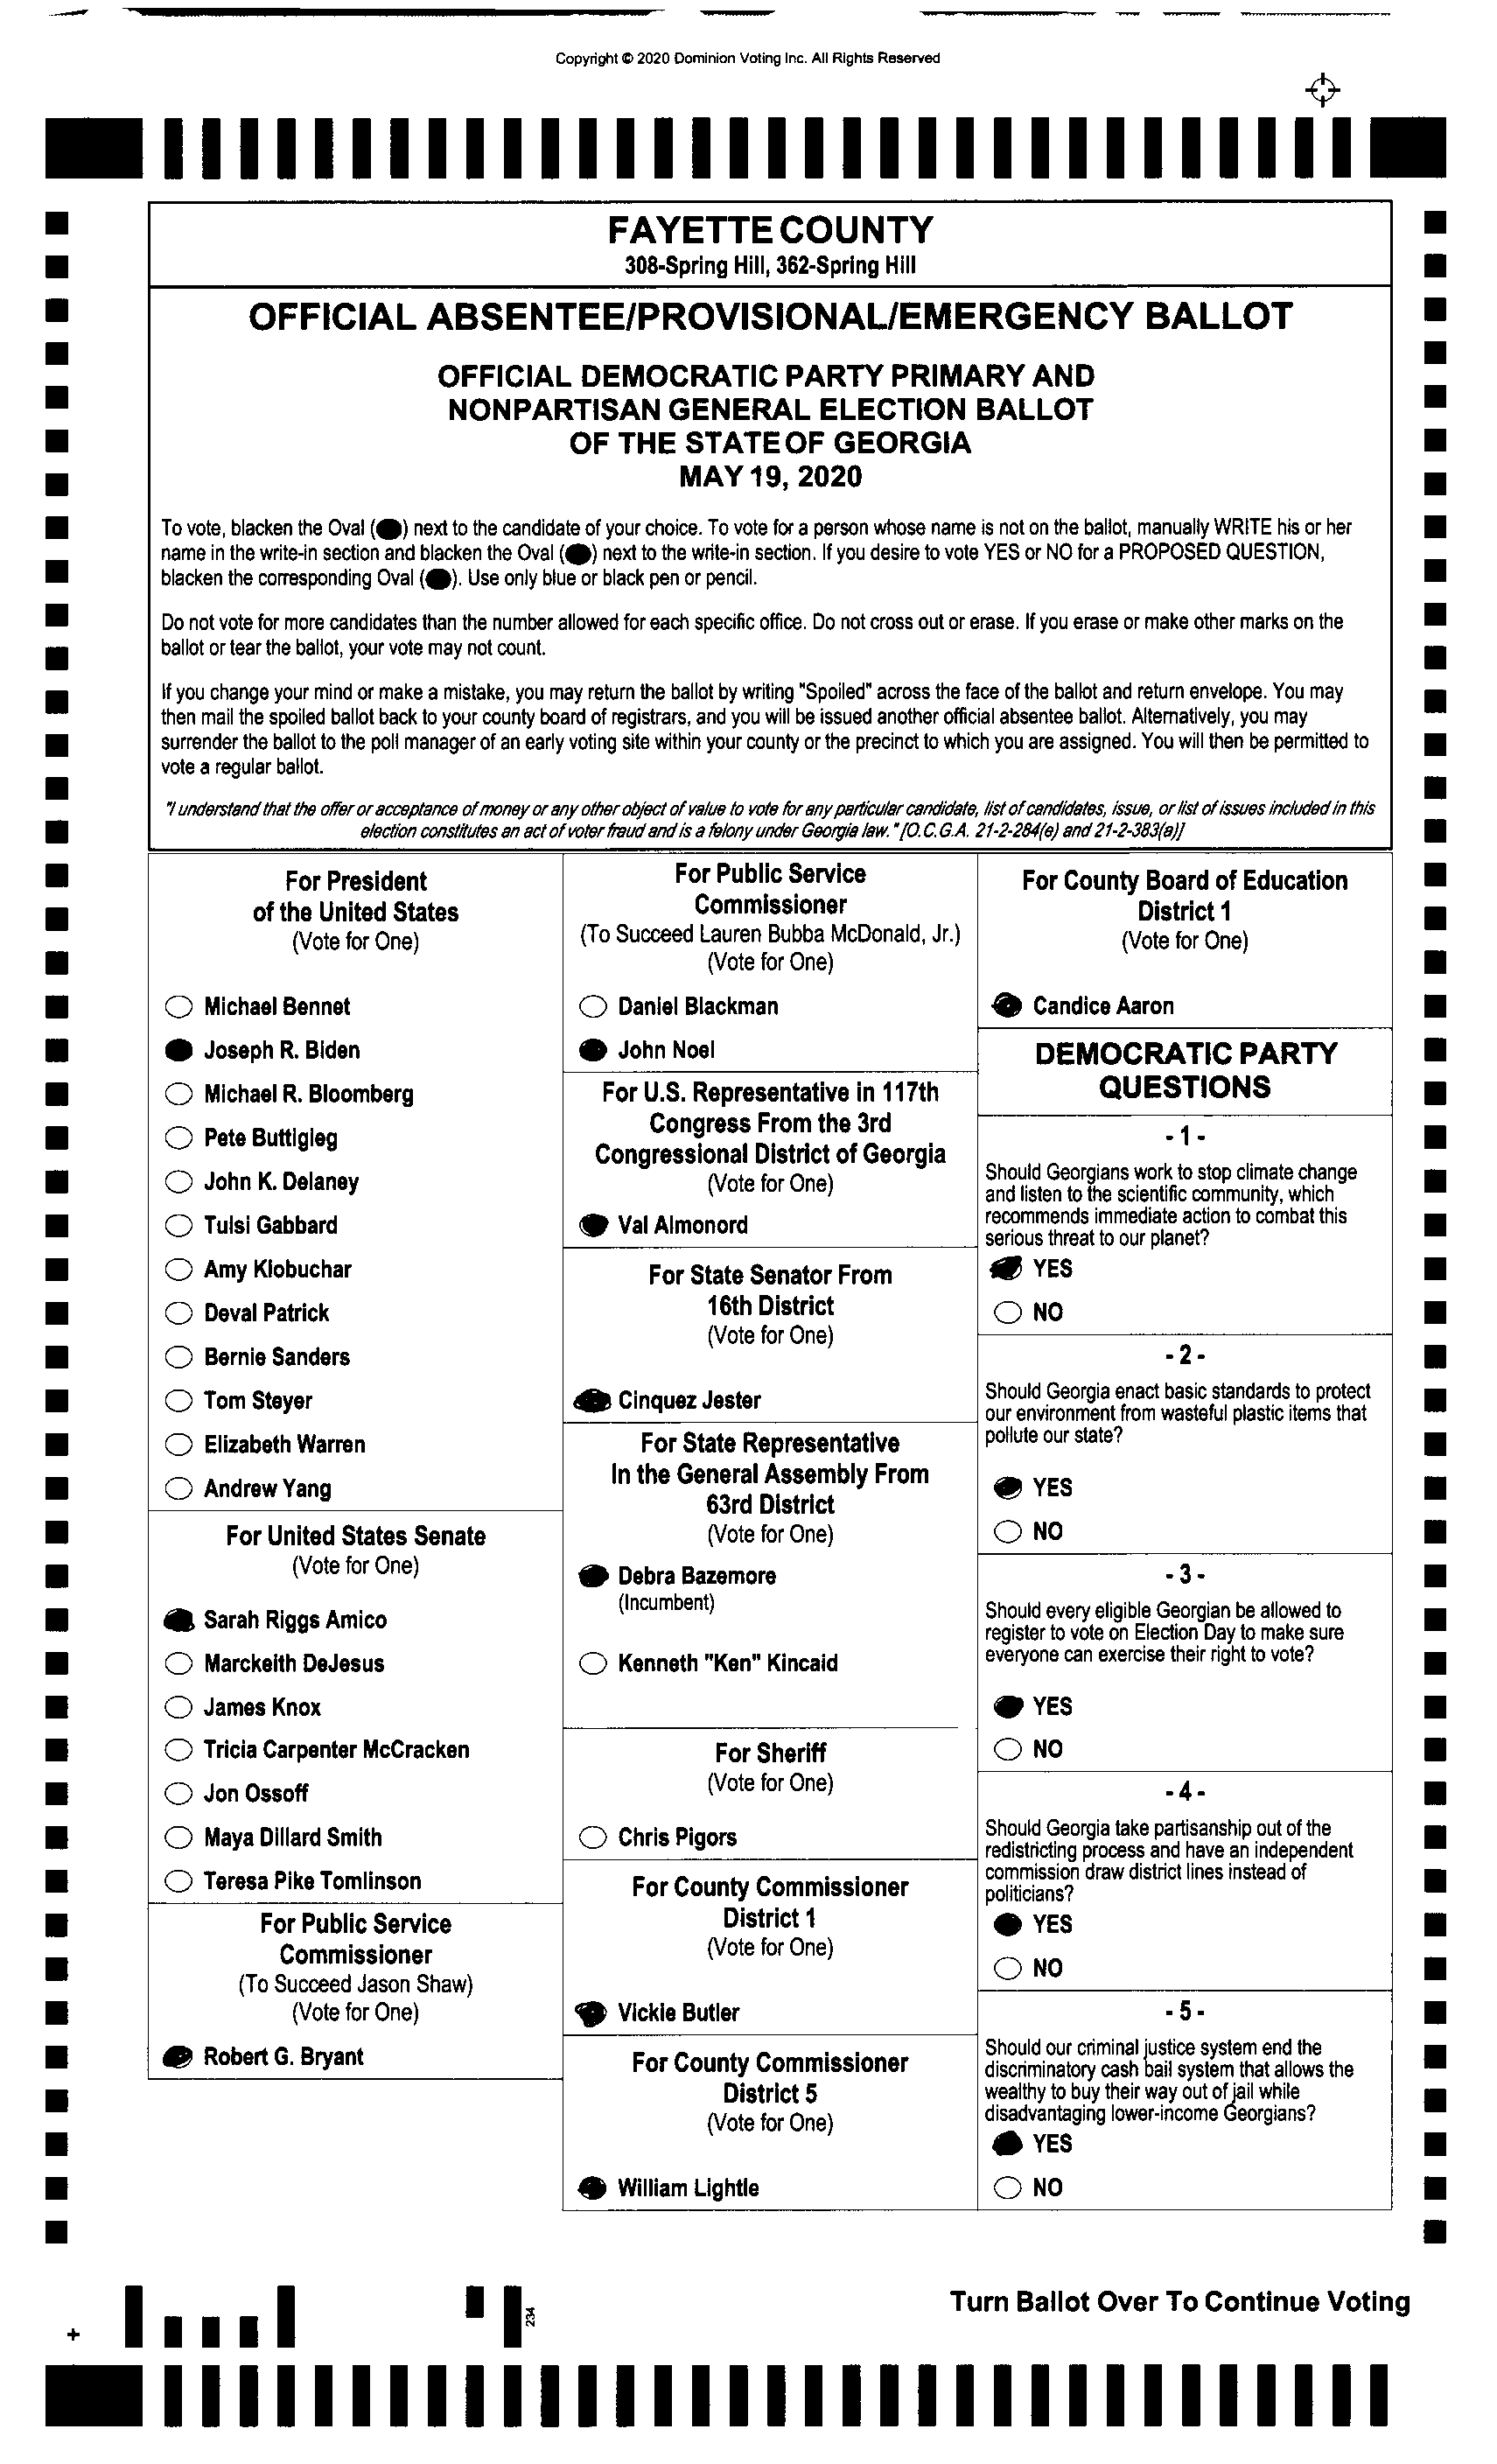 Copyright © 2020 Dominion Voting Inc. All Rights Reserved
FAYETTE COUNTY
308-Spring Hill, 362-Spring Hill
OFFICIAL ABSENTEE/PROVISIONAL/EMERGENCY BALLOT
OFFICIAL DEMOCRATIC PARTY PRIMARY AND
NONPARTISAN GENERAL ELECTION BALLOT
OF THE STATE OF GEORGIA
MAY 19, 2020
To vote, blacken the Oval ( ) next to the candidate of your choice. To vote for a person whose name is not on the ballot, manually WRITE his or her
name in the write-in section and blacken the Oval ( ) next to the write-in section. If you desire to vote YES or NO for a PROPOSED QUESTION,
blacken the corresponding Oval ( ). Use only blue or black pen or pencil.
Do not vote for more candidates than the number allowed for each specific office. Do not cross out or erase. If you erase or make other marks on the
ballot or tear the ballot, your vote may not count.
If you change your mind or make a mistake, you may return the ballot by writing "Spoiled" across the face of the ballot and return envelope. You may
then mail the spoiled ballot back to your county board of registrars, and you will be issued another official absentee ballot. Alternatively, you may
surrender the ballot to the poll manager of an early voting site within your county or the precinct to which you are assigned. You will then be permitted to
vote a regular ballot.
"I understand that the offer or acceptance of money or any other object of value to vote for any particular candidate, list of candidates, issue, or list of issues included in this
election constitutes an act of voter fraud and is a felony under Georgia law." [O.C.G.A. 21-2-284(e) and 21-2-383(a)]
For President
of the United States
(Vote for One)
Michael Bennet
Joseph R. Biden
Michael R. Bloomberg
Pete Buttigieg
John K. Delaney
Tulsi Gabbard
Amy Klobuchar
Deval Patrick
Bernie Sanders
Tom Steyer
Elizabeth Warren
Andrew Yang
For United States Senate
(Vote for One)
Sarah Riggs Amico
Marckeith DeJesus
James Knox
Tricia Carpenter McCracken
Jon Ossoff
Maya Dillard Smith
Teresa Pike Tomlinson
For Public Service
Commissioner
(To Succeed Jason Shaw)
(Vote for One)
Robert G. Bryant
For Public Service
Commissioner
(To Succeed Lauren Bubba McDonald, Jr.)
(Vote for One)
Daniel Blackman
John Noel
For U.S. Representative in 117th
Congress From the 3rd
Congressional District of Georgia
(Vote for One)
Val Almonord
For State Senator From
16th District
(Vote for One)
Cinquez Jester
For State Representative
In the General Assembly From
63rd District
(Vote for One)
Debra Bazemore
(Incumbent)
Kenneth "Ken" Kincaid
For Sheriff
(Vote for One)
Chris Pigors
For County Commissioner
District 1
(Vote for One)
Vickie Butler
For County Commissioner
District 5
(Vote for One)
William Lightle
For County Board of Education
District 1
(Vote for One)
Candice Aaron
DEMOCRATIC PARTY
QUESTIONS
- 1 -
Should Georgians work to stop climate change
and listen to the scientific community, which
recommends immediate action to combat this
serious threat to our planet?
YES
NO
- 2 -
Should Georgia enact basic standards to protect
our environment from wasteful plastic items that
pollute our state?
YES
NO
- 3 -
Should every eligible Georgian be allowed to
register to vote on Election Day to make sure
everyone can exercise their right to vote?
YES
NO
- 4 -
Should Georgia take partisanship out of the
redistricting process and have an independent
commission draw district lines instead of
politicians?
YES
NO
- 5 -
Should our criminal justice system end the
discriminatory cash bail system that allows the
wealthy to buy their way out of jail while
disadvantaging lower-income Georgians?
YES
NO
Turn Ballot Over To Continue Voting
234